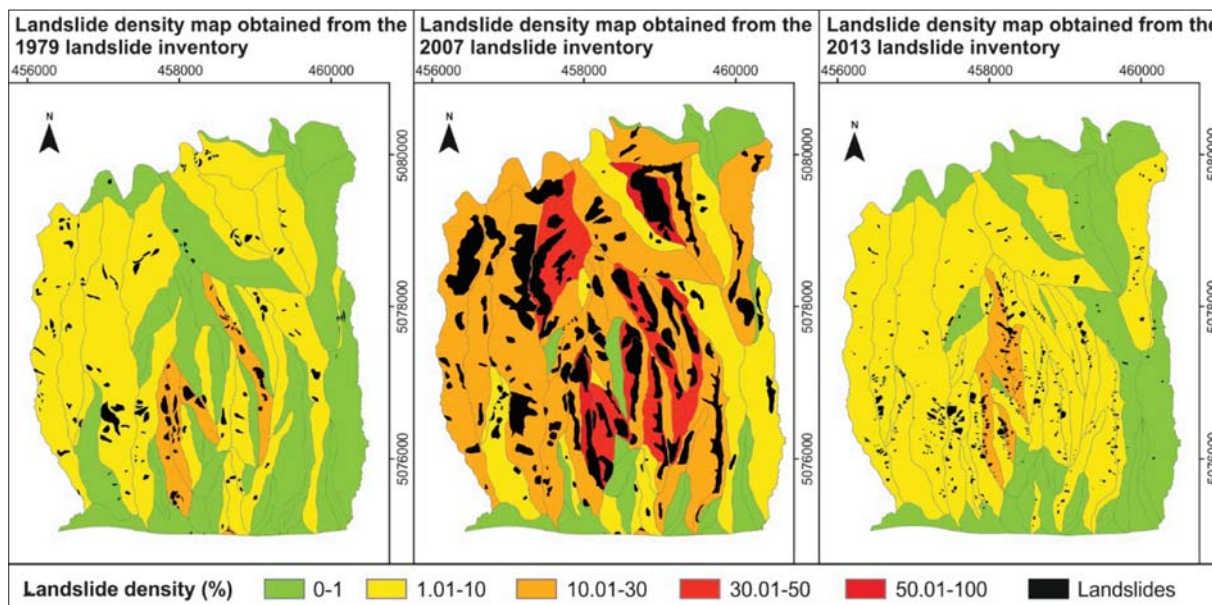 Landslide density map obtained from the
1979 landslide inventory
456000 458000 460000
N
5080000
5078000
5076000
Landslide density map obtained from the
2007 landslide inventory
456000 458000 460000
N
5080000
5078000
5076000
Landslide density map obtained from the
2013 landslide inventory
456000 458000 460000
N
5080000
5078000
5076000
Landslide density (%) 0-1 1.01-10 10.01-30 30.01-50 50.01-100 Landslides